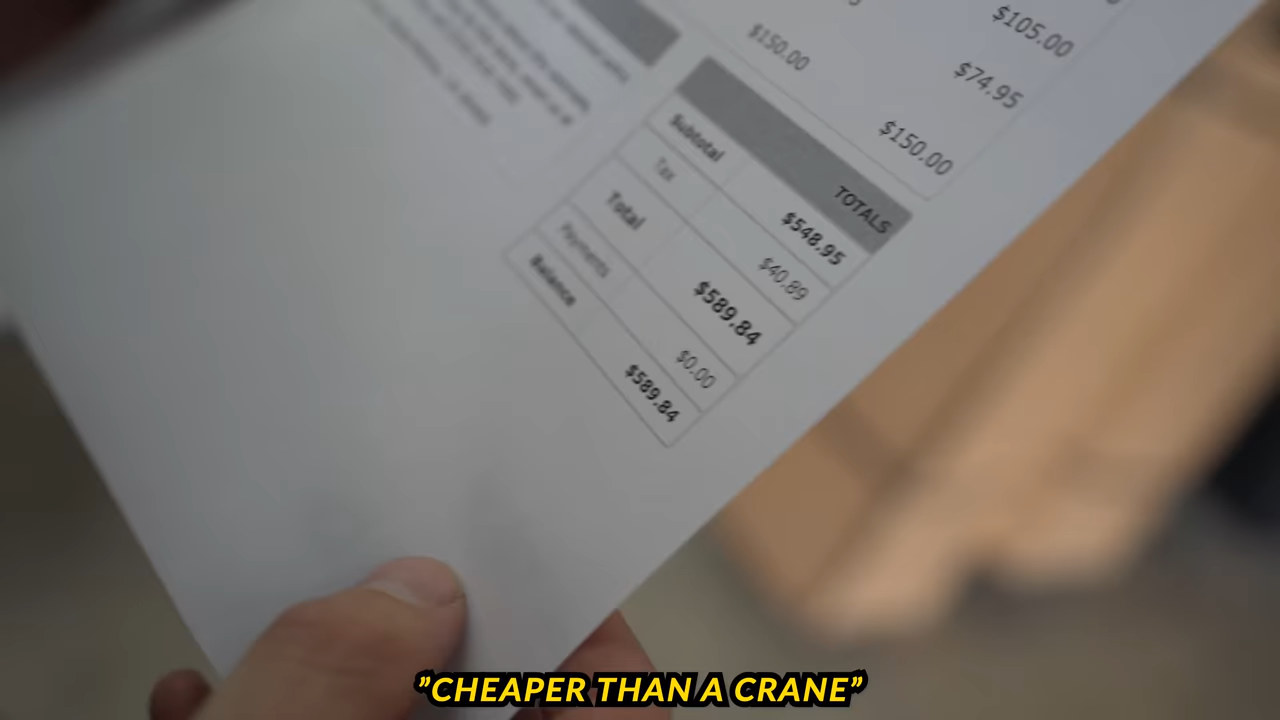 $105.00
$74.95
$150.00 $150.00
TOTALS
Subtotal $548.95
Tax $40.89
Total $589.84
Payments $0.00
Balance $589.84
"CHEAPER THAN A CRANE"